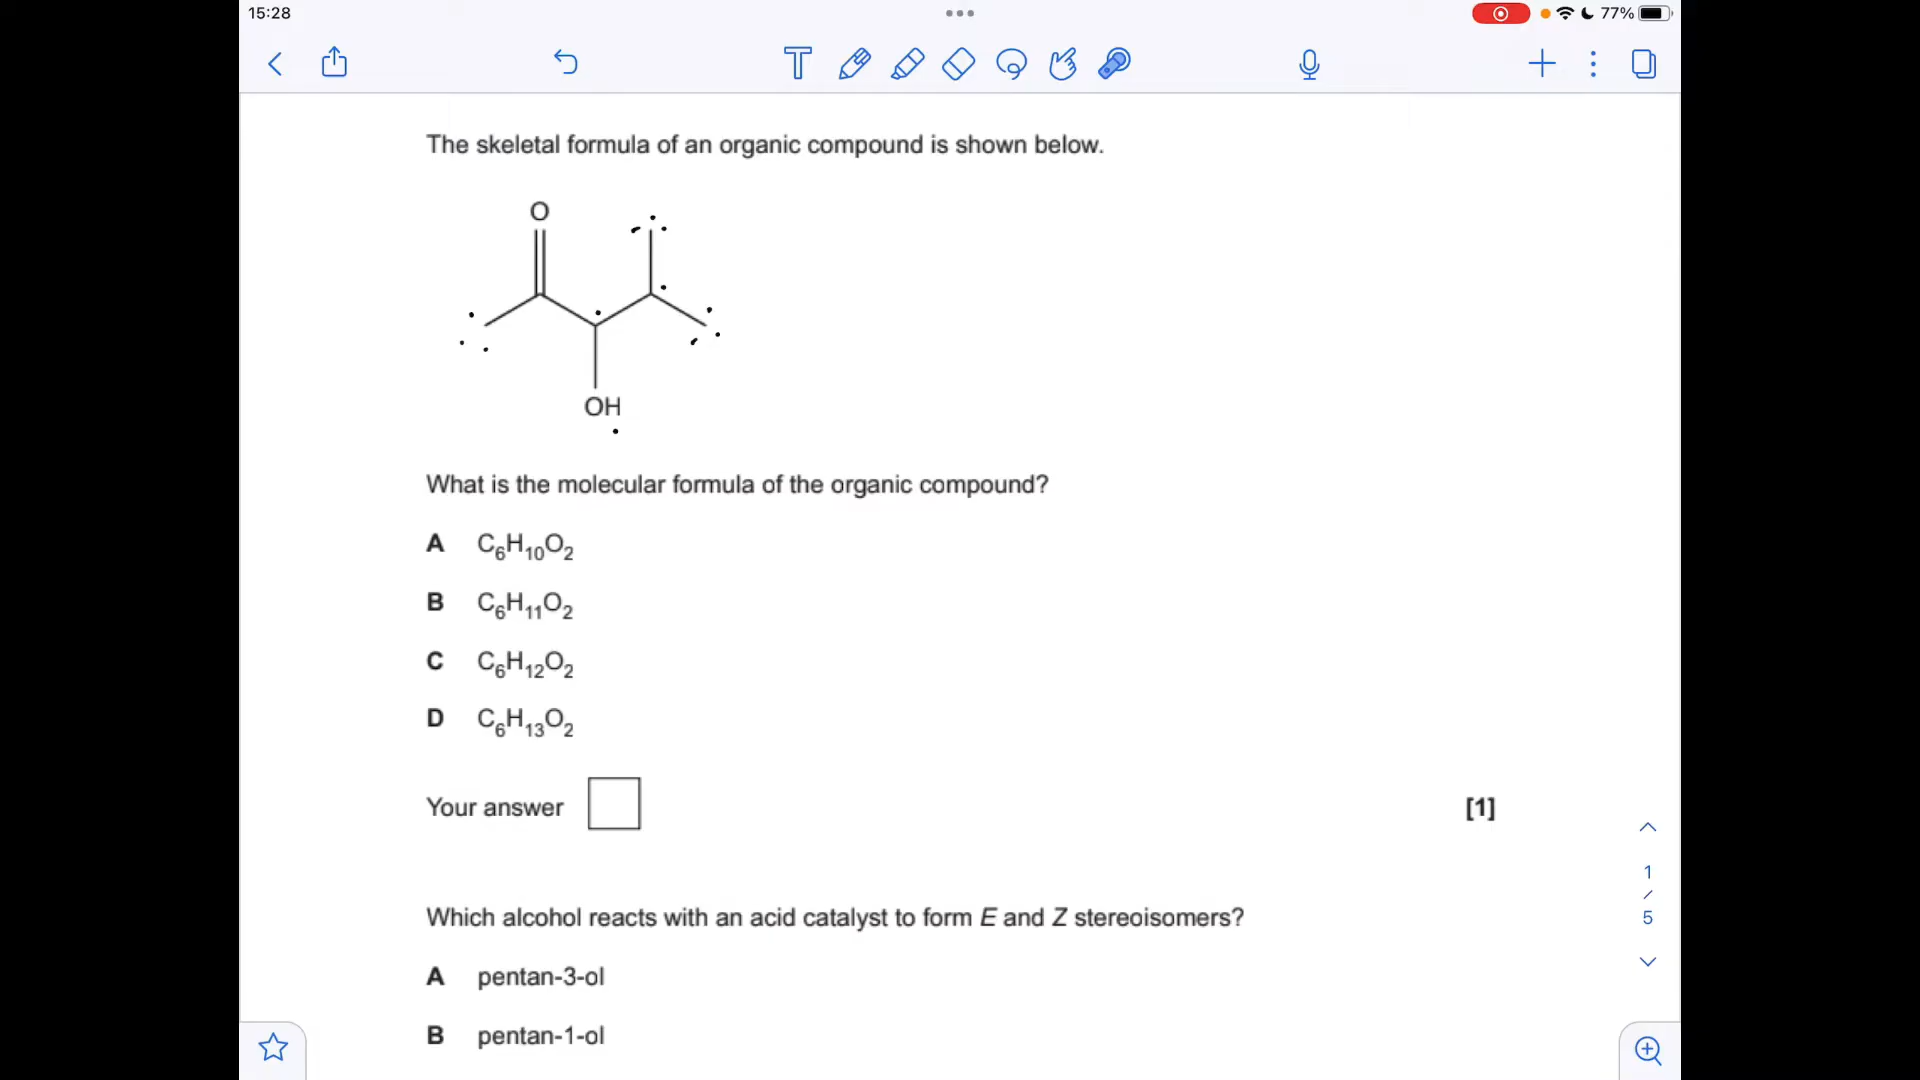 15:28
77%
The skeletal formula of an organic compound is shown below.
O
OH
What is the molecular formula of the organic compound?
A C₆H₁₀O₂
B C₆H₁₁O₂
C C₆H₁₂O₂
D C₆H₁₃O₂
Your answer
[1]
1
/
5
Which alcohol reacts with an acid catalyst to form E and Z stereoisomers?
A pentan-3-ol
B pentan-1-ol